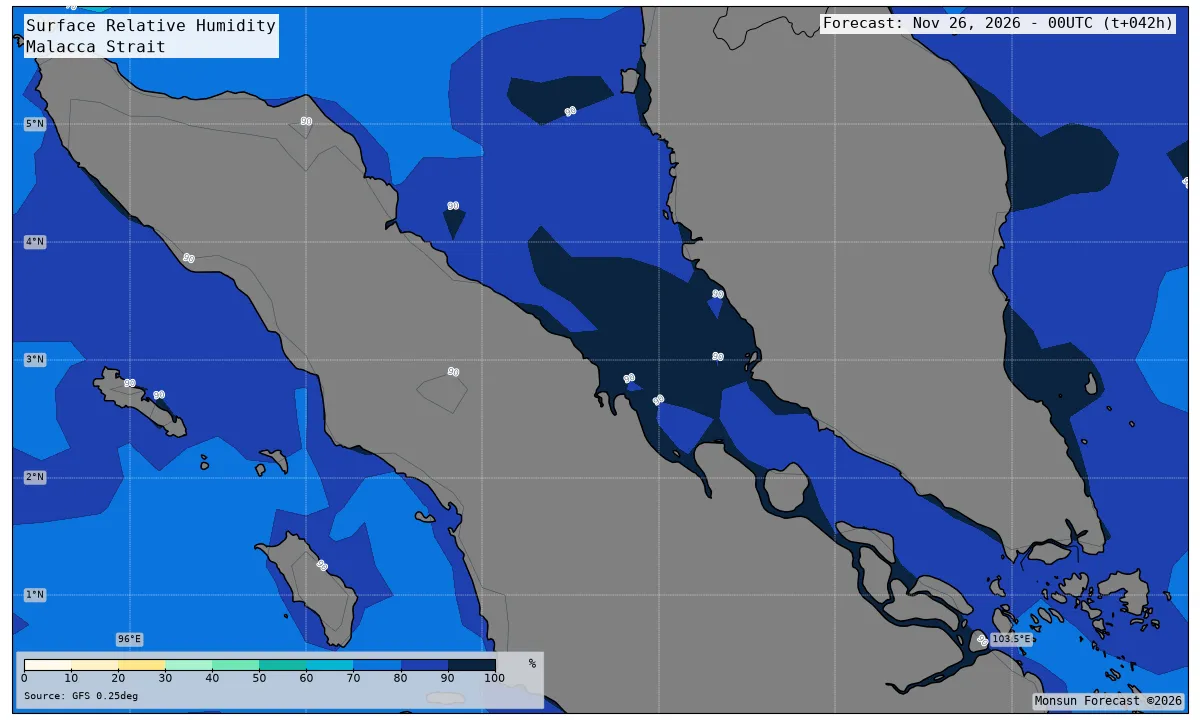 Surface Relative Humidity
Malacca Strait
Forecast: Nov 26, 2026 - 00UTC (t+042h)
90
90
5°N
90
90
4°N
90
90
90
3°N
90
90
90
90
90
2°N
90
1°N
96°E
103.5°E
%
0 10 20 30 40 50 60 70 80 90 100
Source: GFS 0.25deg
Monsun Forecast ©2026